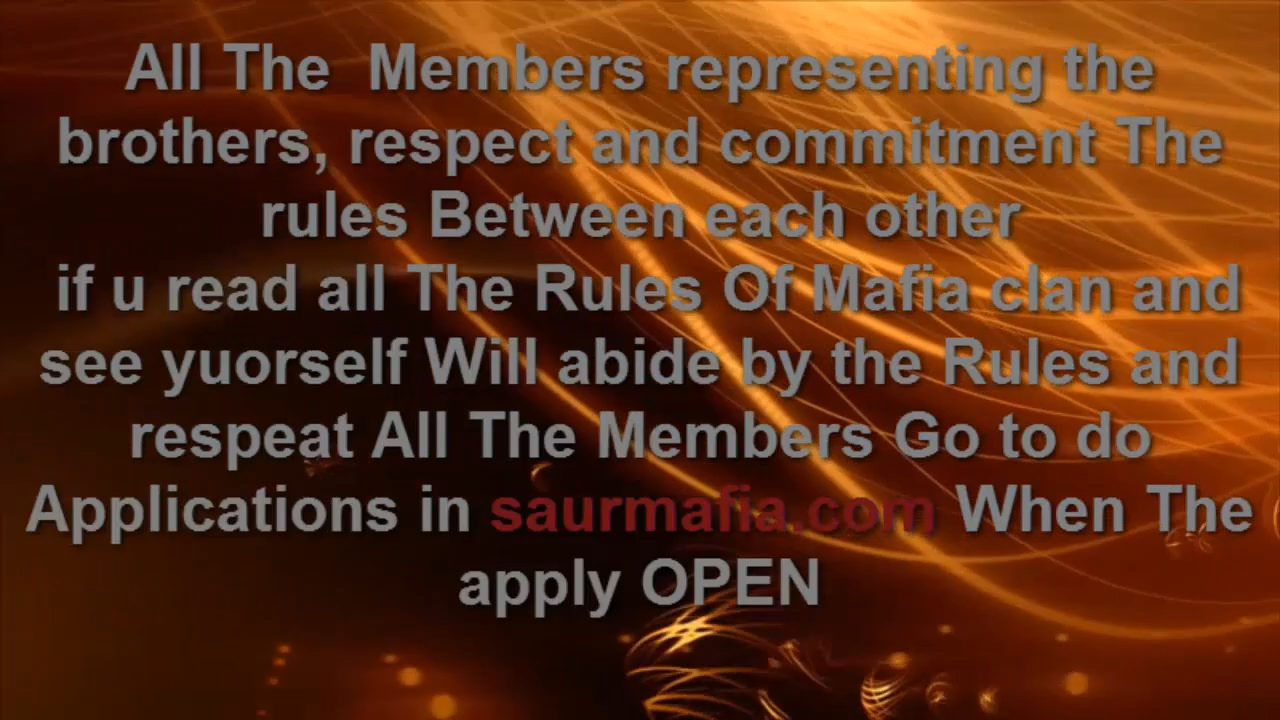 All The  Members representing the
brothers, respect and commitment The
rules Between each other
if u read all The Rules Of Mafia clan and
see yuorself Will abide by the Rules and
respeat All The Members Go to do
Applications in saurmafia.com When The
apply OPEN